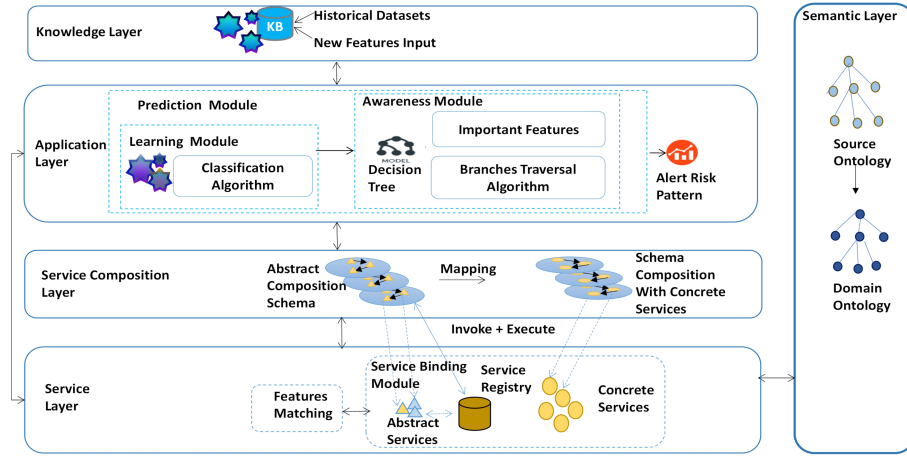 Knowledge Layer
KB
Historical Datasets
New Features Input
Application
Layer
Prediction Module
Learning Module
Classification
Algorithm
Awareness Module
MODEL
Decision
Tree
Important Features
Branches Traversal
Algorithm
Alert Risk
Pattern
Service Composition
Layer
Abstract
Composition
Schema
Mapping
Schema
Composition
With Concrete
Services
Invoke + Execute
Service
Layer
Features
Matching
Service Binding
Module
Abstract
Services
Service
Registry
Concrete
Services
Semantic Layer
Source
Ontology
Domain
Ontology